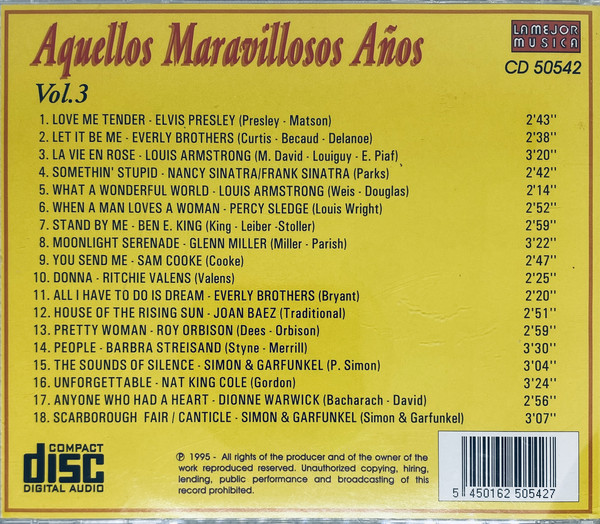 Aquellos Maravillosos Años
LA MEJOR
MUSICA
CD 50542
Vol.3
1. LOVE ME TENDER - ELVIS PRESLEY (Presley - Matson) 2'43''
2. LET IT BE ME - EVERLY BROTHERS (Curtis - Becaud - Delanoe) 2'38''
3. LA VIE EN ROSE - LOUIS ARMSTRONG (M. David - Louiguy - E. Piaf) 3'20''
4. SOMETHIN' STUPID - NANCY SINATRA/FRANK SINATRA (Parks) 2'42''
5. WHAT A WONDERFUL WORLD - LOUIS ARMSTRONG (Weis - Douglas) 2'14''
6. WHEN A MAN LOVES A WOMAN - PERCY SLEDGE (Louis Wright) 2'52''
7. STAND BY ME - BEN E. KING (King - Leiber -Stoller) 2'59''
8. MOONLIGHT SERENADE - GLENN MILLER (Miller - Parish) 3'22''
9. YOU SEND ME - SAM COOKE (Cooke) 2'47''
10. DONNA - RITCHIE VALENS (Valens) 2'25''
11. ALL I HAVE TO DO IS DREAM - EVERLY BROTHERS (Bryant) 2'20''
12. HOUSE OF THE RISING SUN - JOAN BAEZ (Traditional) 2'51''
13. PRETTY WOMAN - ROY ORBISON (Dees - Orbison) 2'59''
14. PEOPLE - BARBRA STREISAND (Styne - Merrill) 3'30''
15. THE SOUNDS OF SILENCE - SIMON & GARFUNKEL (P. Simon) 3'04''
16. UNFORGETTABLE - NAT KING COLE (Gordon) 3'24''
17. ANYONE WHO HAD A HEART - DIONNE WARWICK (Bacharach - David) 2'56''
18. SCARBOROUGH FAIR / CANTICLE - SIMON & GARFUNKEL (Simon & Garfunkel) 3'07''
COMPACT
disc
DIGITAL AUDIO
℗ 1995 - All rights of the producer and of the owner of the
work reproduced reserved. Unauthorized copying, hiring,
lending, public performance and broadcasting of this
record prohibited.
5 450162 505427